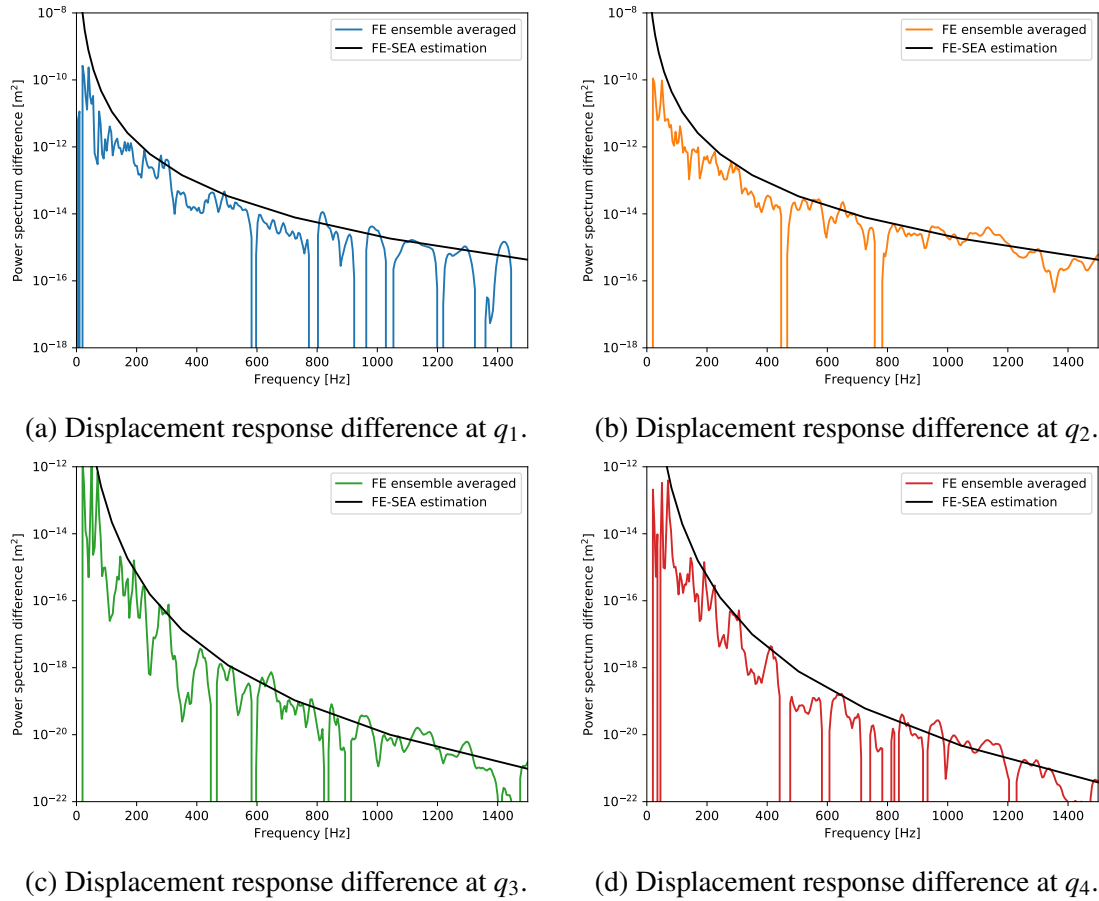 10⁻⁸
10⁻¹⁰
10⁻¹²
10⁻¹⁴
10⁻¹⁶
10⁻¹⁸
Power spectrum difference [m²]
FE ensemble averaged
FE-SEA estimation
0 200 400 600 800 1000 1200 1400
Frequency [Hz]
(a) Displacement response difference at q₁.
10⁻⁸
10⁻¹⁰
10⁻¹²
10⁻¹⁴
10⁻¹⁶
10⁻¹⁸
Power spectrum difference [m²]
FE ensemble averaged
FE-SEA estimation
0 200 400 600 800 1000 1200 1400
Frequency [Hz]
(b) Displacement response difference at q₂.
10⁻¹²
10⁻¹⁴
10⁻¹⁶
10⁻¹⁸
10⁻²⁰
10⁻²²
Power spectrum difference [m²]
FE ensemble averaged
FE-SEA estimation
0 200 400 600 800 1000 1200 1400
Frequency [Hz]
(c) Displacement response difference at q₃.
10⁻¹²
10⁻¹⁴
10⁻¹⁶
10⁻¹⁸
10⁻²⁰
10⁻²²
Power spectrum difference [m²]
FE ensemble averaged
FE-SEA estimation
0 200 400 600 800 1000 1200 1400
Frequency [Hz]
(d) Displacement response difference at q₄.